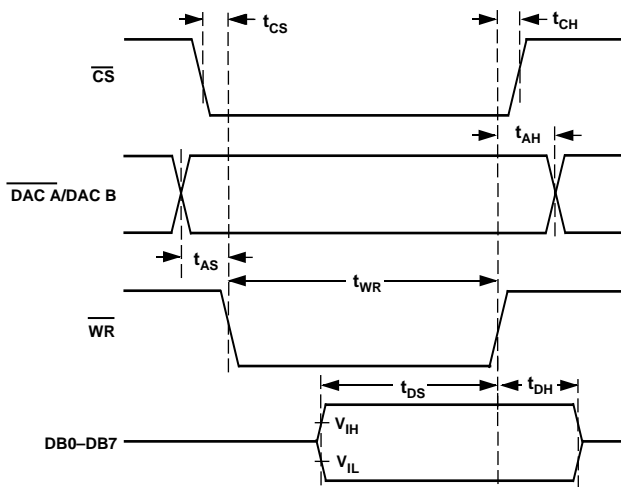 tCS
tCH
CS
tAH
DAC A/DAC B
tAS
tWR
WR
tDS
tDH
VIH
DB0–DB7
VIL